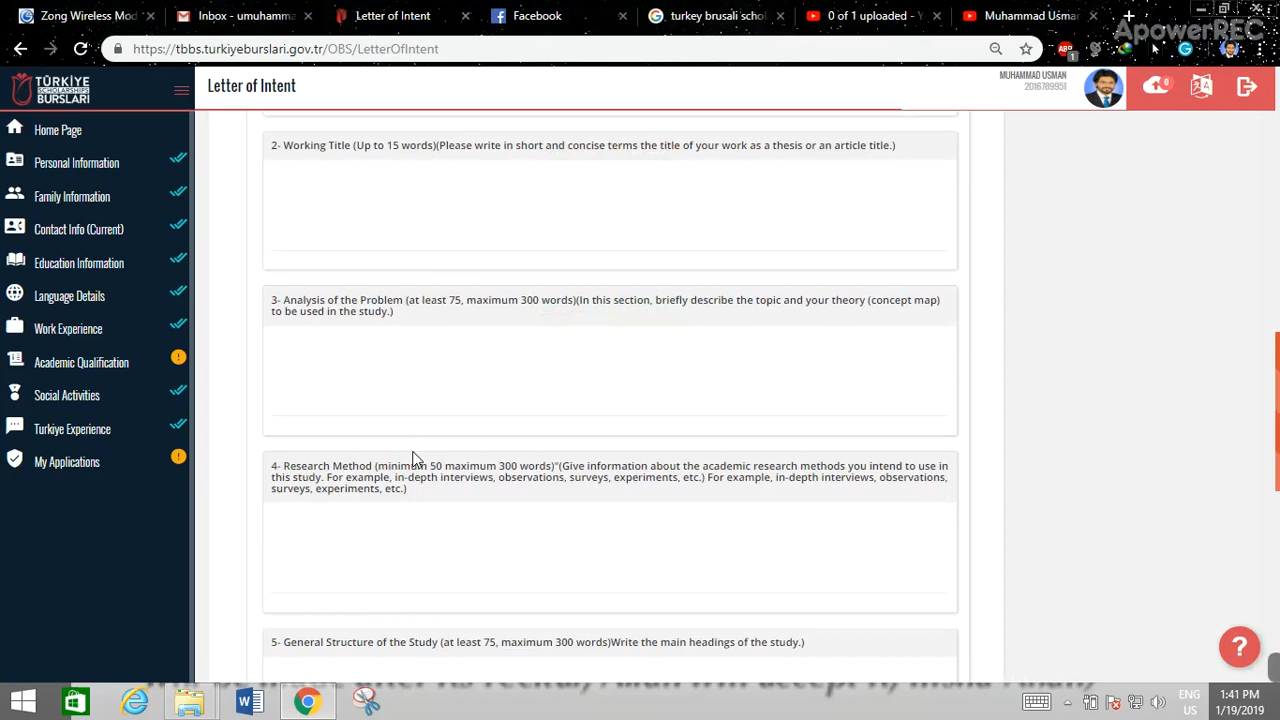 Zong Wireless Mod
Inbox - umuhamm
Letter of Intent
Facebook
turkey brusali schol
0 of 1 uploaded - Y
Muhammad Usman
ApowerREC
https://tbbs.turkiyeburslari.gov.tr/OBS/LetterOfIntent
ABP
1
TÜRKİYE
SCHOLARSHIPS
BURSLARI
Letter of Intent
MUHAMMAD USMAN
2016789951
0
Home Page
Personal Information
Family Information
Contact Info (Current)
Education Information
Language Details
Work Experience
Academic Qualification
Social Activities
Turkiye Experience
My Applications
2- Working Title (Up to 15 words)(Please write in short and concise terms the title of your work as a thesis or an article title.)
3- Analysis of the Problem (at least 75, maximum 300 words)(In this section, briefly describe the topic and your theory (concept map)
to be used in the study.)
4- Research Method (minimum 50 maximum 300 words)"(Give information about the academic research methods you intend to use in
this study. For example, in-depth interviews, observations, surveys, experiments, etc.) For example, in-depth interviews, observations,
surveys, experiments, etc.)
5- General Structure of the Study (at least 75, maximum 300 words)Write the main headings of the study.)
?
ENG
US
1:41 PM
1/19/2019